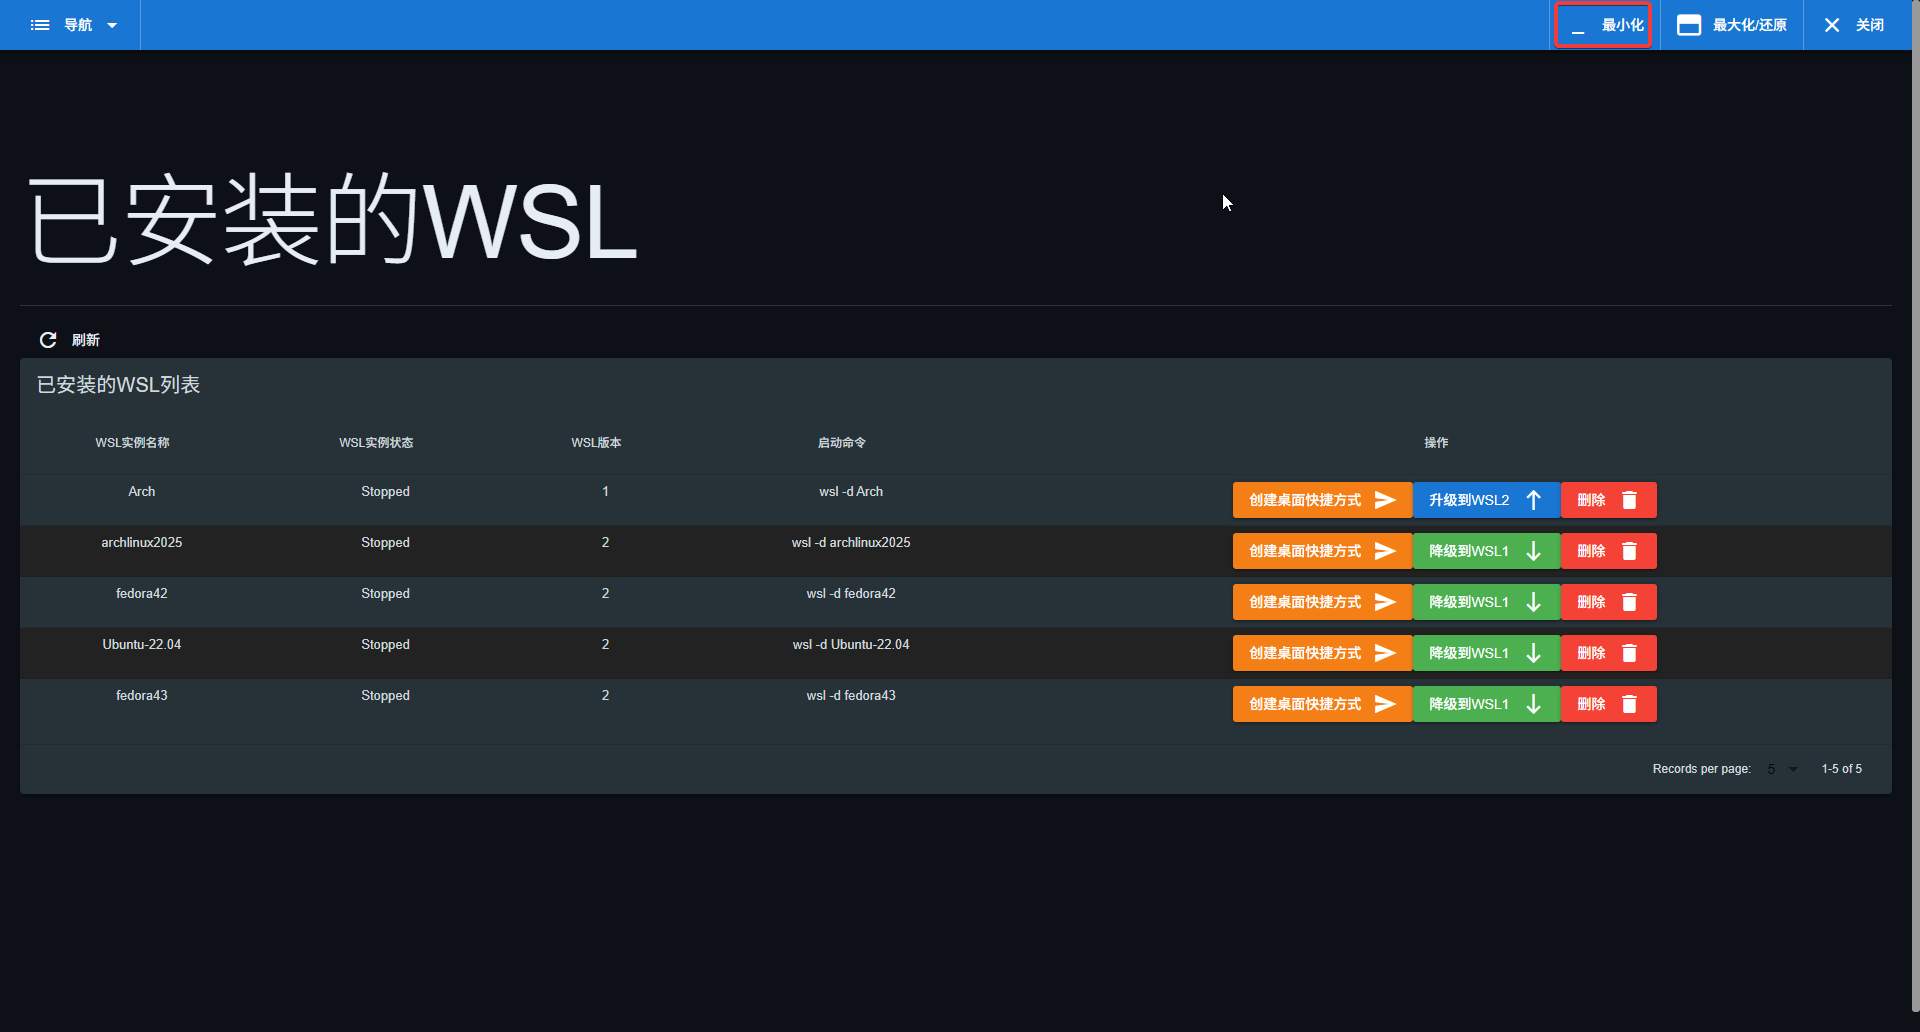 导航 最小化 最大化/还原 关闭
已安装的WSL
刷新
已安装的WSL列表
WSL实例名称 WSL实例状态 WSL版本 启动命令 操作
Arch Stopped 1 wsl -d Arch 创建桌面快捷方式 升级到WSL2 删除
archlinux2025 Stopped 2 wsl -d archlinux2025 创建桌面快捷方式 降级到WSL1 删除
fedora42 Stopped 2 wsl -d fedora42 创建桌面快捷方式 降级到WSL1 删除
Ubuntu-22.04 Stopped 2 wsl -d Ubuntu-22.04 创建桌面快捷方式 降级到WSL1 删除
fedora43 Stopped 2 wsl -d fedora43 创建桌面快捷方式 降级到WSL1 删除
Records per page: 5 1-5 of 5